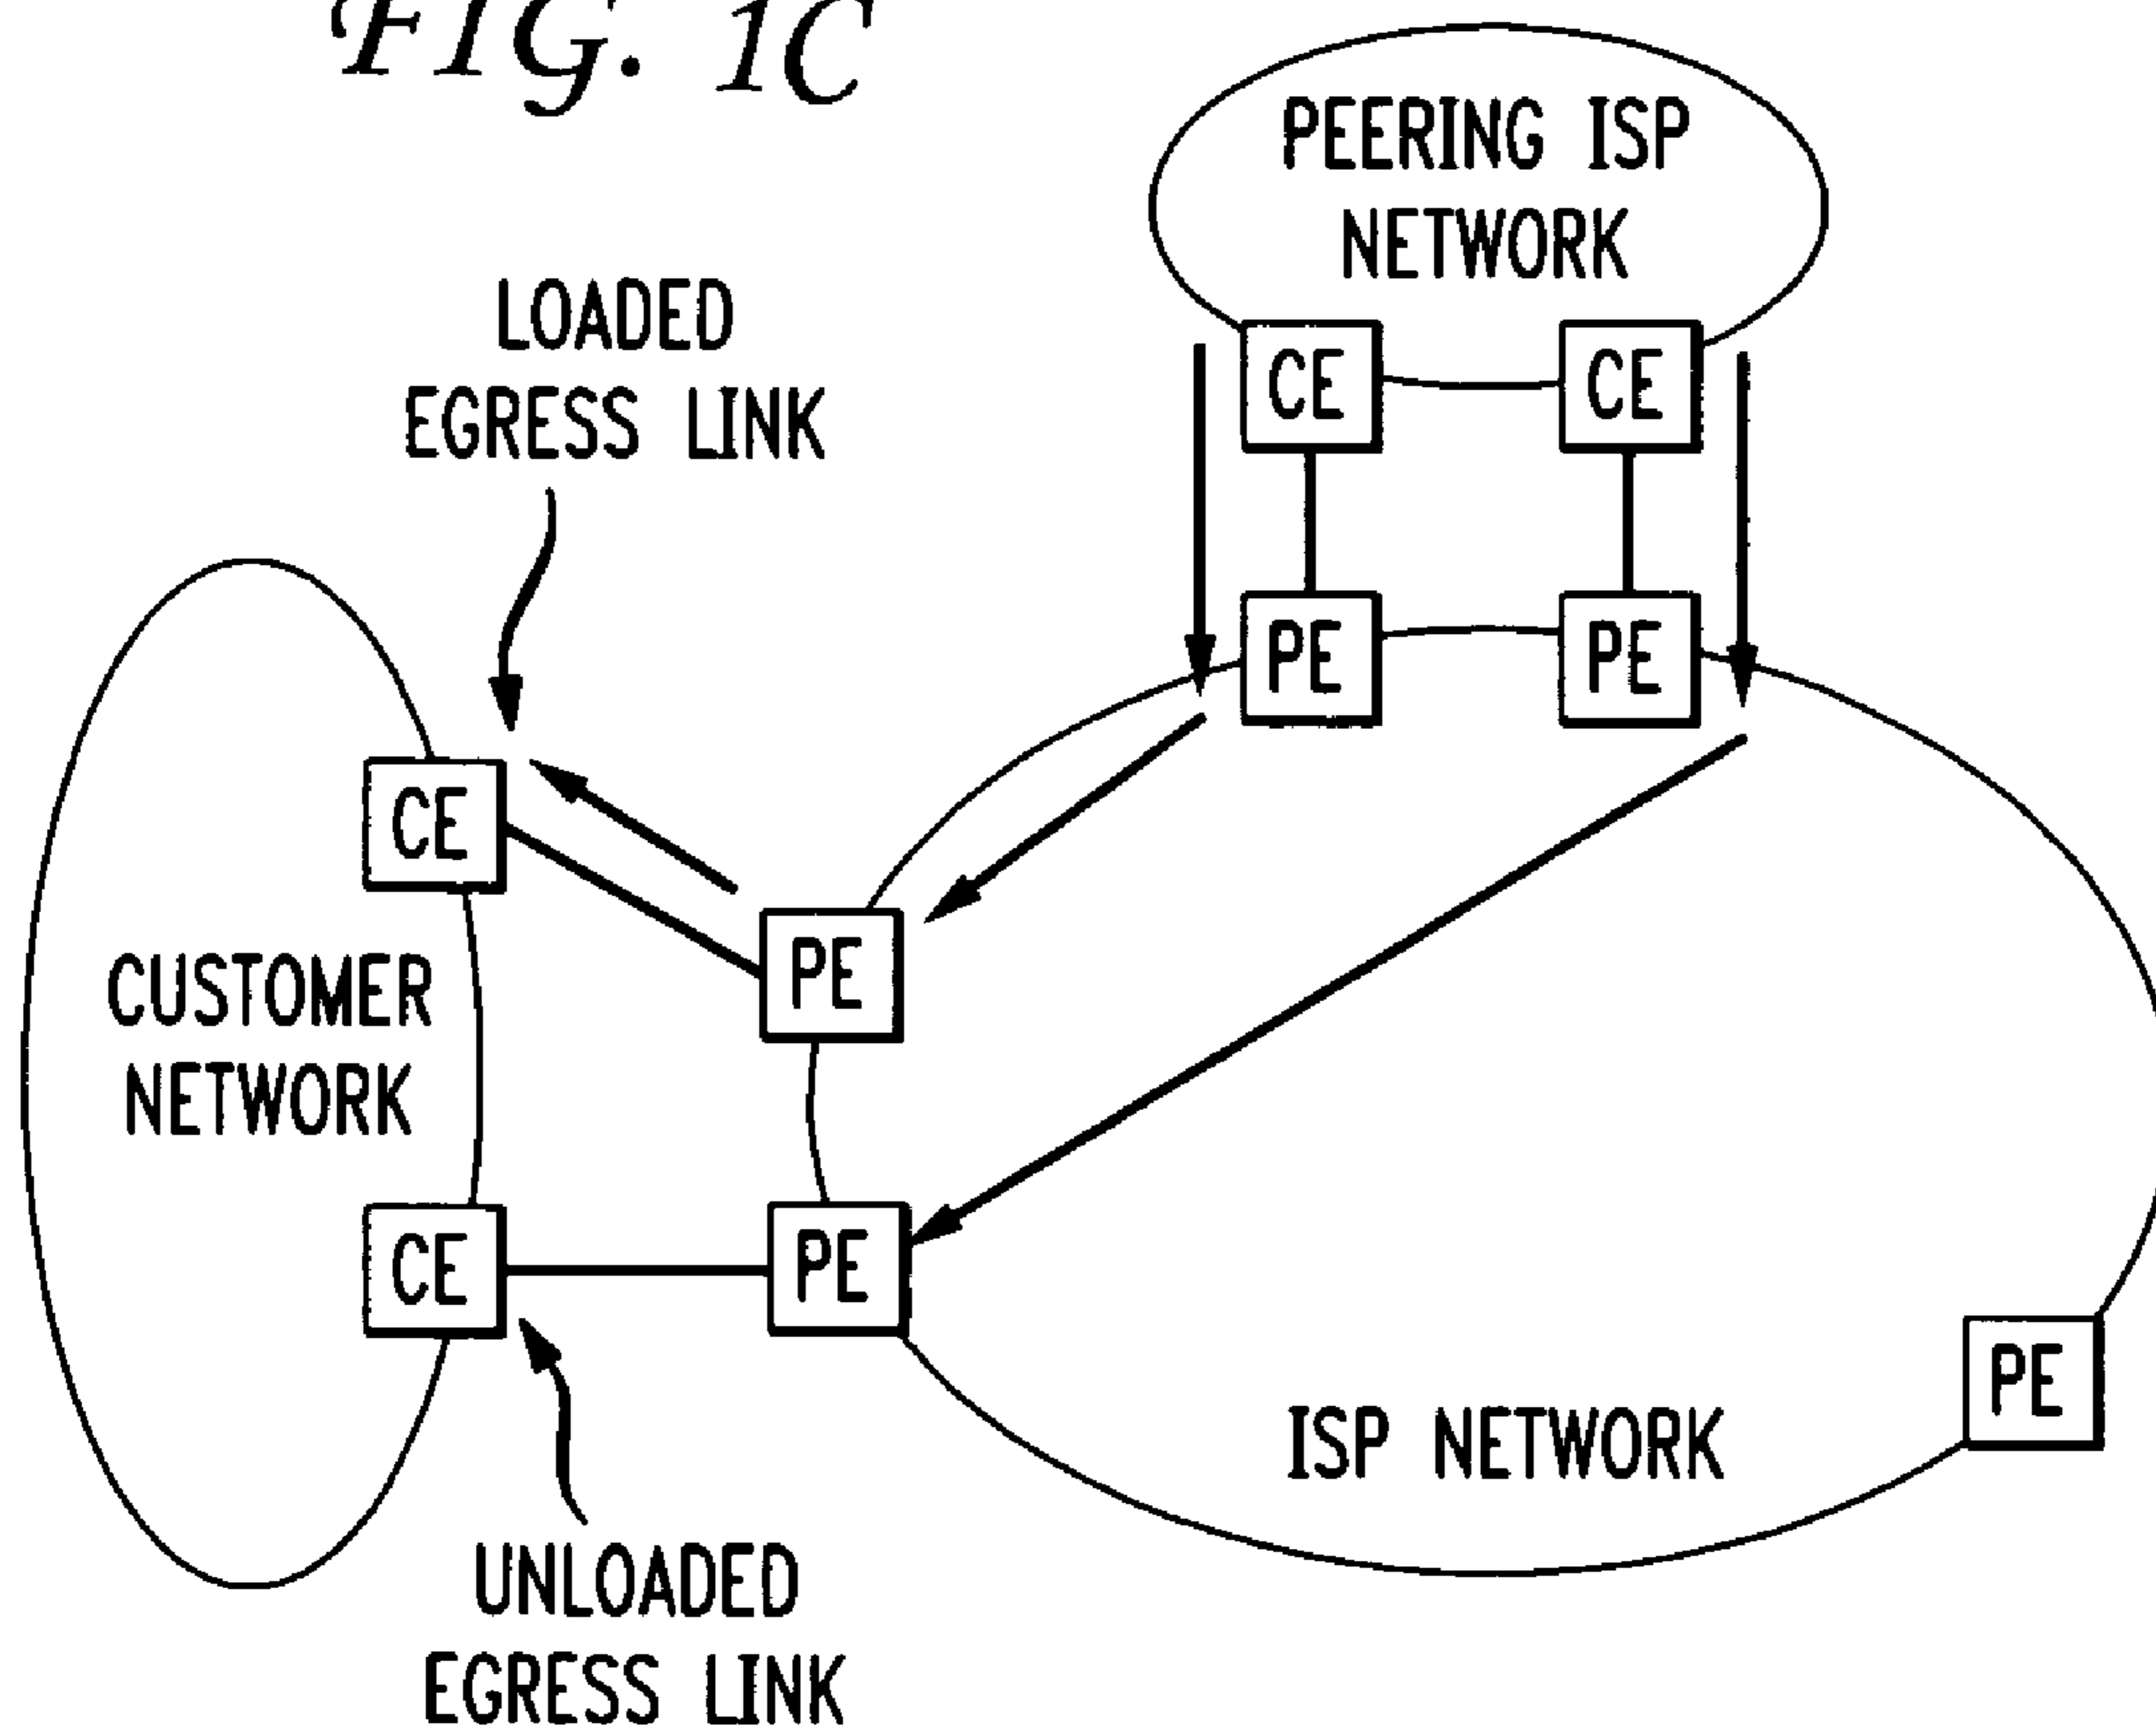 FIG. 1C
PEERING ISP
NETWORK
LOADED
EGRESS LINK
CE
CE
PE
PE
CE
PE
CUSTOMER
NETWORK
CE
PE
PE
ISP NETWORK
UNLOADED
EGRESS LINK